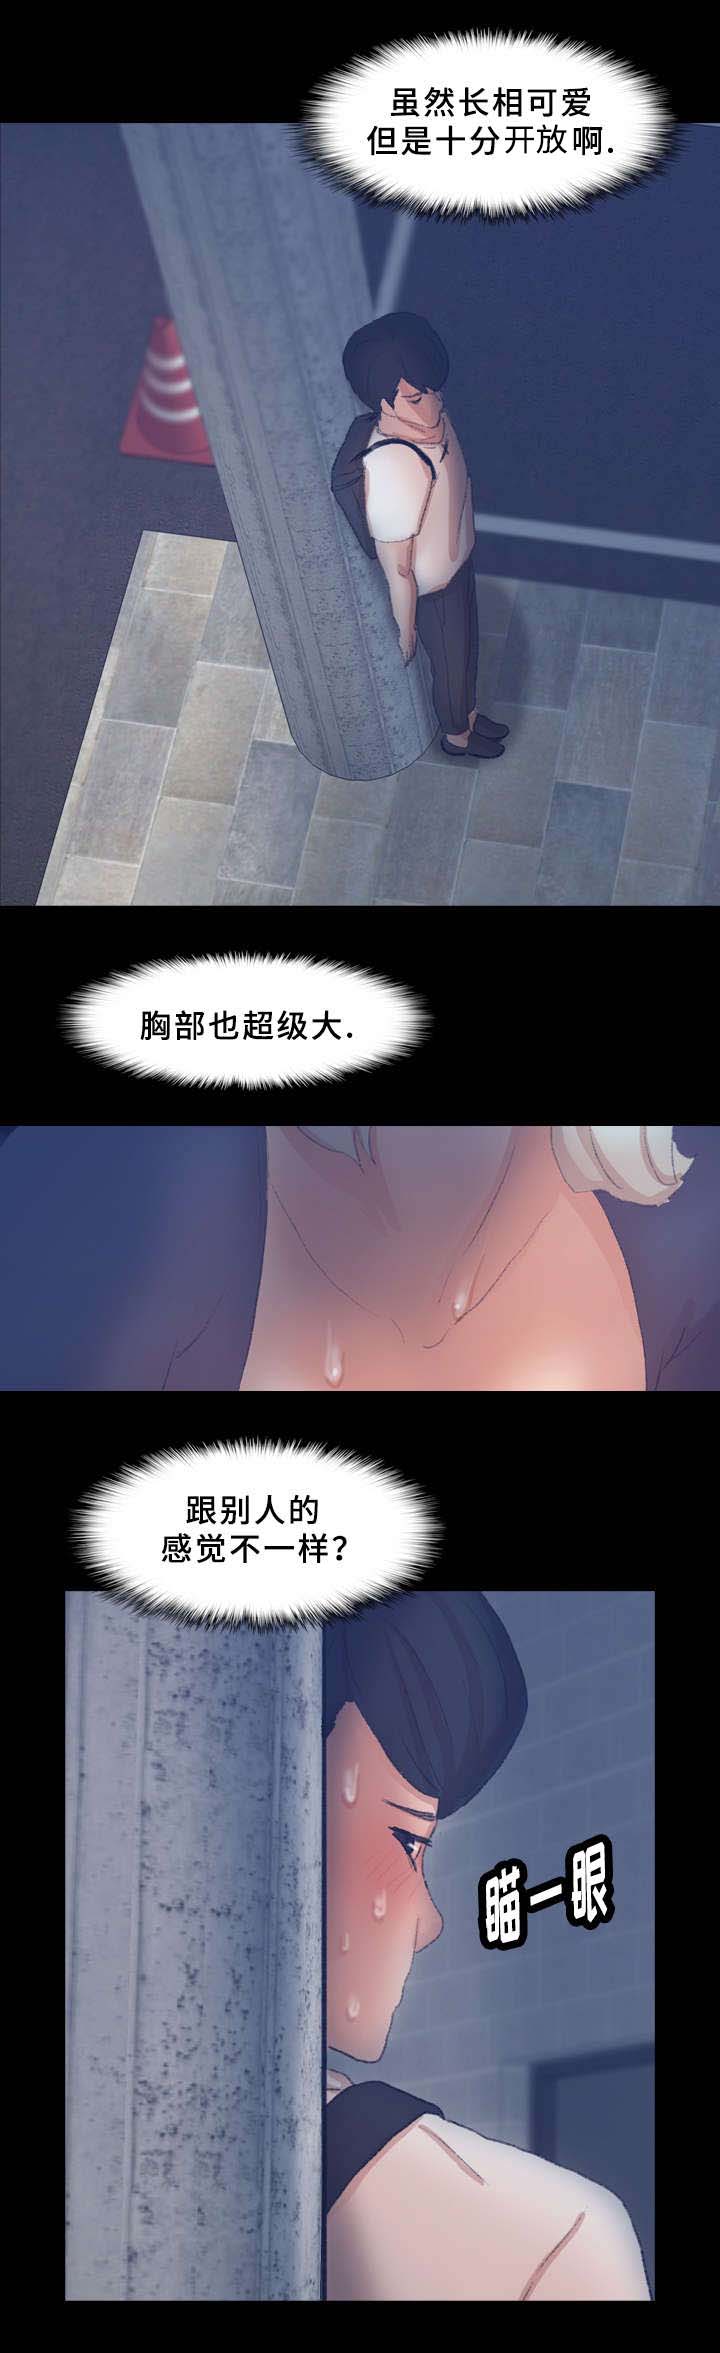 虽然长相可爱
但是十分开放啊.
胸部也超级大.
跟别人的
感觉不一样?
瞄一眼